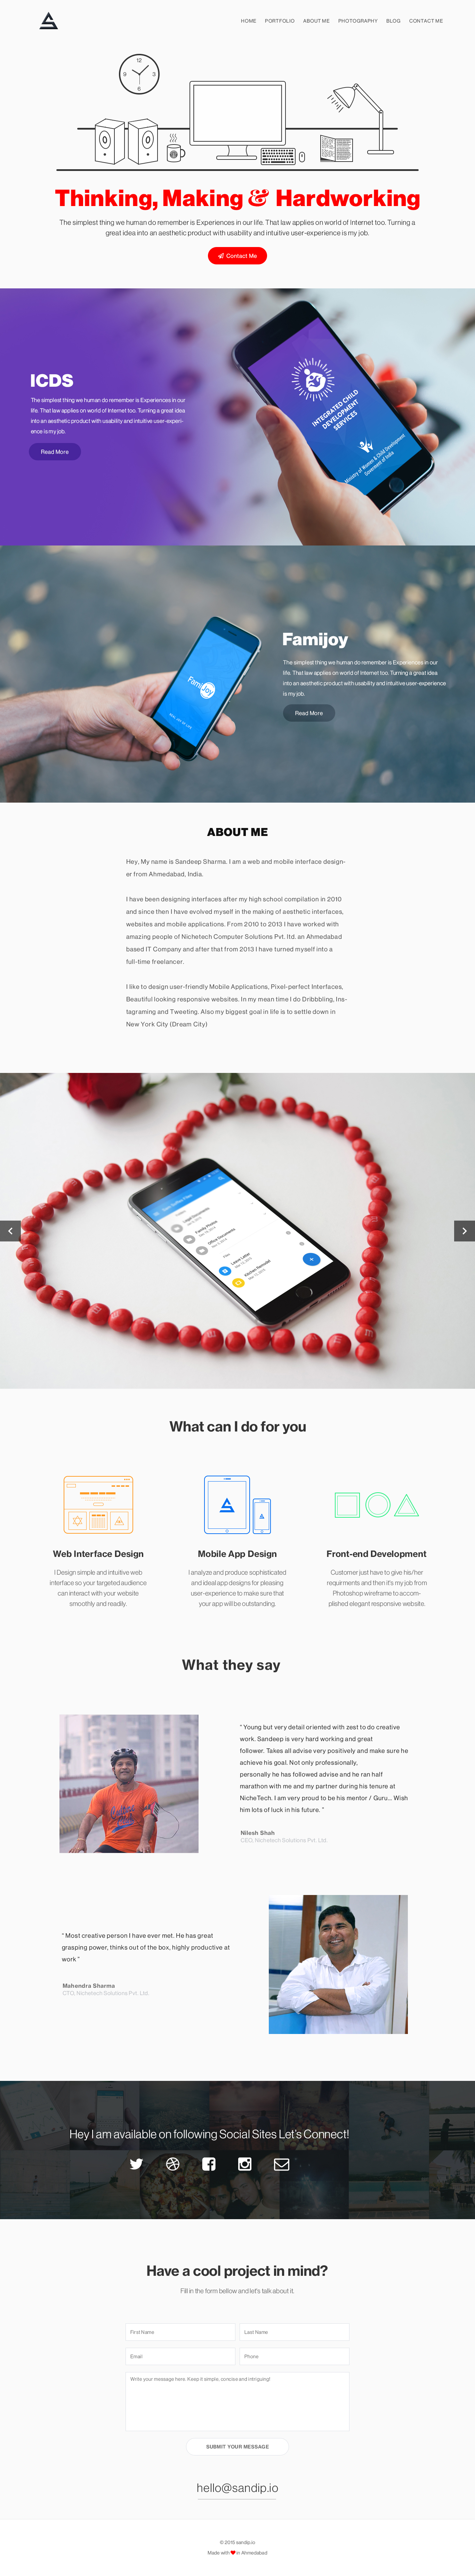 HOME PORTFOLIO ABOUT ME PHOTOGRAPHY BLOG CONTACT ME
12
9 3
6
Thinking, Making & Hardworking
The simplest thing we human do remember is Experiences in our life. That law applies on world of Internet too. Turning a
great idea into an aesthetic product with usability and intuitive user-experience is my job.
Contact Me
ICDS
The simplest thing we human do remember is Experiences in our
life. That law applies on world of Internet too. Turning a great idea
into an aesthetic product with usability and intuitive user-experi-
ence is my job.
Read More
INTEGRATED CHILD
DEVELOPMENT
SERVICES
Ministry of Women & Child Development
Government of India
FamiJoy
Famijoy
The simplest thing we human do remember is Experiences in our
life. That law applies on world of Internet too. Turning a great idea
into an aesthetic product with usability and intuitive user-experience
is my job.
Read More
ABOUT ME
Hey, My name is Sandeep Sharma. I am a web and mobile interface design-
er from Ahmedabad, India.
I have been designing interfaces after my high school compilation in 2010
and since then I have evolved myself in the making of aesthetic interfaces,
websites and mobile applications. From 2010 to 2013 I have worked with
amazing people of Nichetech Computer Solutions Pvt. ltd. an Ahmedabad
based IT Company and after that from 2013 I have turned myself into a
full-time freelancer.
I like to design user-friendly Mobile Applications, Pixel-perfect Interfaces,
Beautiful looking responsive websites. In my mean time I do Dribbbling, Ins-
tagraming and Tweeting. Also my biggest goal in life is to settle down in
New York City (Dream City)
Legal Documents
Family Photos
Office Documents
Latest Letter
Kitchen Remodel
What can I do for you
Web Interface Design
I Design simple and intuitive web
interface so your targeted audience
can interact with your website
smoothly and readily.
Mobile App Design
I analyze and produce sophisticated
and ideal app designs for pleasing
user-experience to make sure that
your app will be outstanding.
Front-end Development
Customer just have to give his/her
requirments and then it's my job from
Photoshop wireframe to accom-
plished elegant responsive website.
What they say
" Young but very detail oriented with zest to do creative
work. Sandeep is very hard working and great
follower. Takes all advise very positively and make sure he
achieve his goal. Not only professionally,
personally he has followed advise and he ran half
marathon with me and my partner during his tenure at
NicheTech. I am very proud to be his mentor / Guru... Wish
him lots of luck in his future. "
Nilesh Shah
CEO, Nichetech Solutions Pvt. Ltd.
" Most creative person I have ever met. He has great
grasping power, thinks out of the box, highly productive at
work "
Mahendra Sharma
CTO, Nichetech Solutions Pvt. Ltd.
Hey I am available on following Social Sites Let's Connect!
Have a cool project in mind?
Fill in the form bellow and let's talk about it.
First Name Last Name
Email Phone
Write your message here. Keep it simple, concise and intriguing!
SUBMIT YOUR MESSAGE
hello@sandip.io
© 2015 sandip.io
Made with in Ahmedabad